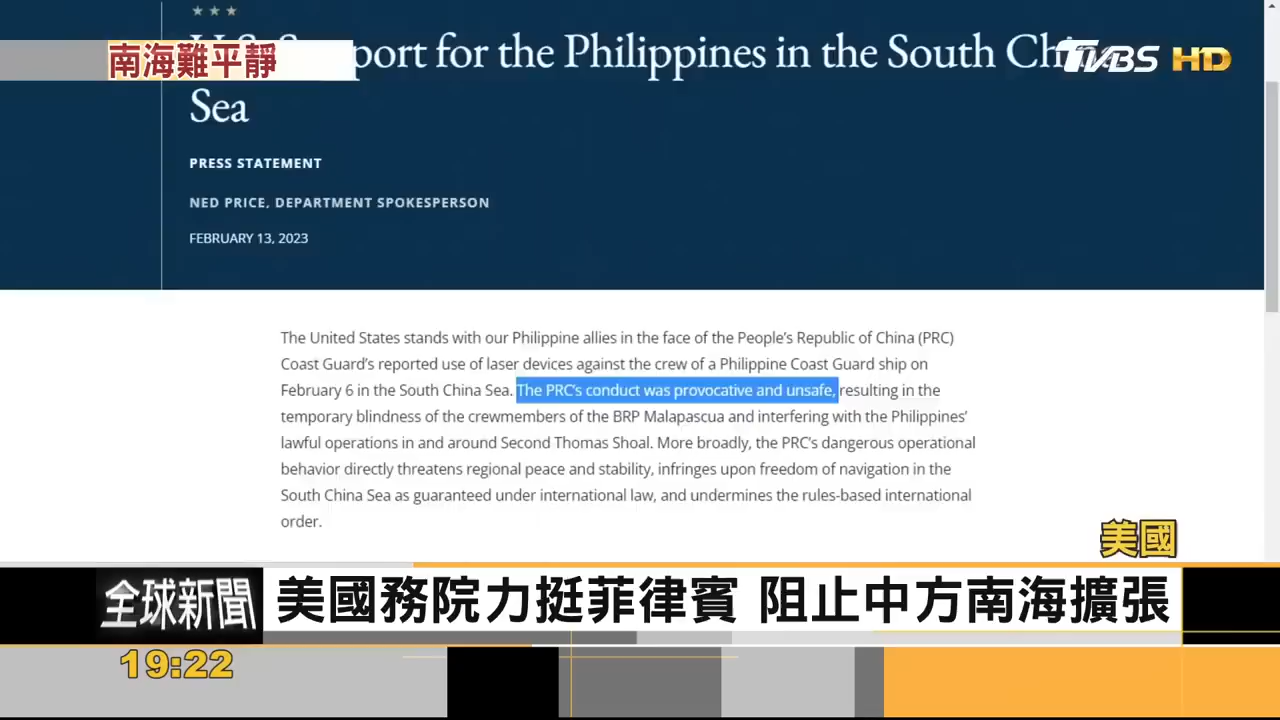 南海難平靜
port for the Philippines in the South Chi
TVBS HD
Sea
PRESS STATEMENT
NED PRICE, DEPARTMENT SPOKESPERSON
FEBRUARY 13, 2023
The United States stands with our Philippine allies in the face of the People's Republic of China (PRC)
Coast Guard's reported use of laser devices against the crew of a Philippine Coast Guard ship on
February 6 in the South China Sea. The PRC's conduct was provocative and unsafe, resulting in the
temporary blindness of the crewmembers of the BRP Malapascua and interfering with the Philippines'
lawful operations in and around Second Thomas Shoal. More broadly, the PRC's dangerous operational
behavior directly threatens regional peace and stability, infringes upon freedom of navigation in the
South China Sea as guaranteed under international law, and undermines the rules-based international
order.
美國
全球新聞
美國務院力挺菲律賓 阻止中方南海擴張
19:22